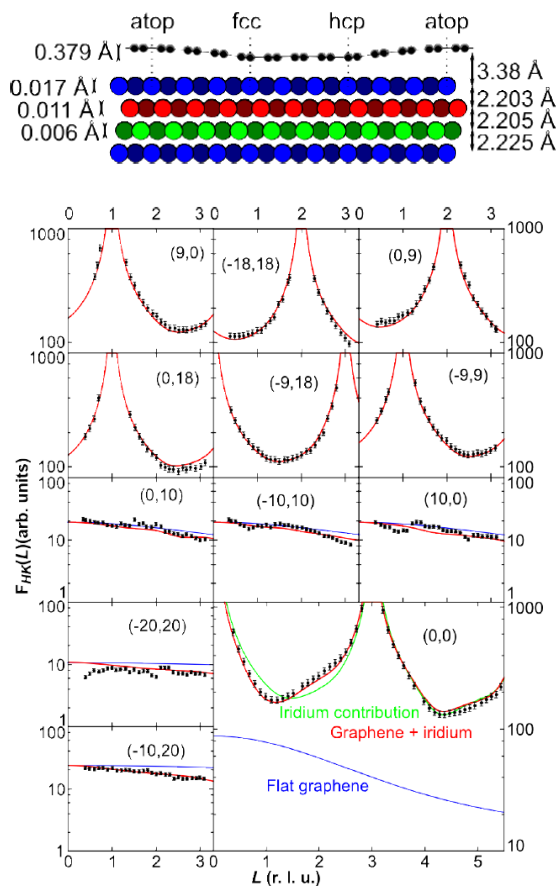 atop fcc hcp atop
0.379 Å
3.38 Å
0.017 Å
2.203 Å
0.011 Å
2.205 Å
0.006 Å
2.225 Å
0 1 2 3 0 1 2 3 0 1 2 3
1000 (9,0) (-18,18) (0,9) 1000
100 100
1000 (0,18) (-9,18) (-9,9) 1000
100 100
100 (0,10) (-10,10) (10,0) 100
10 10
1 1
F_HK(L)(arb. units)
100 (-20,20) (0,0) 1000
10
1
Iridium contribution
Graphene + iridium
100 (-10,20) 100
Flat graphene
10
1 10
0 1 2 3 0 1 2 3 4 5
L (r. l. u.)